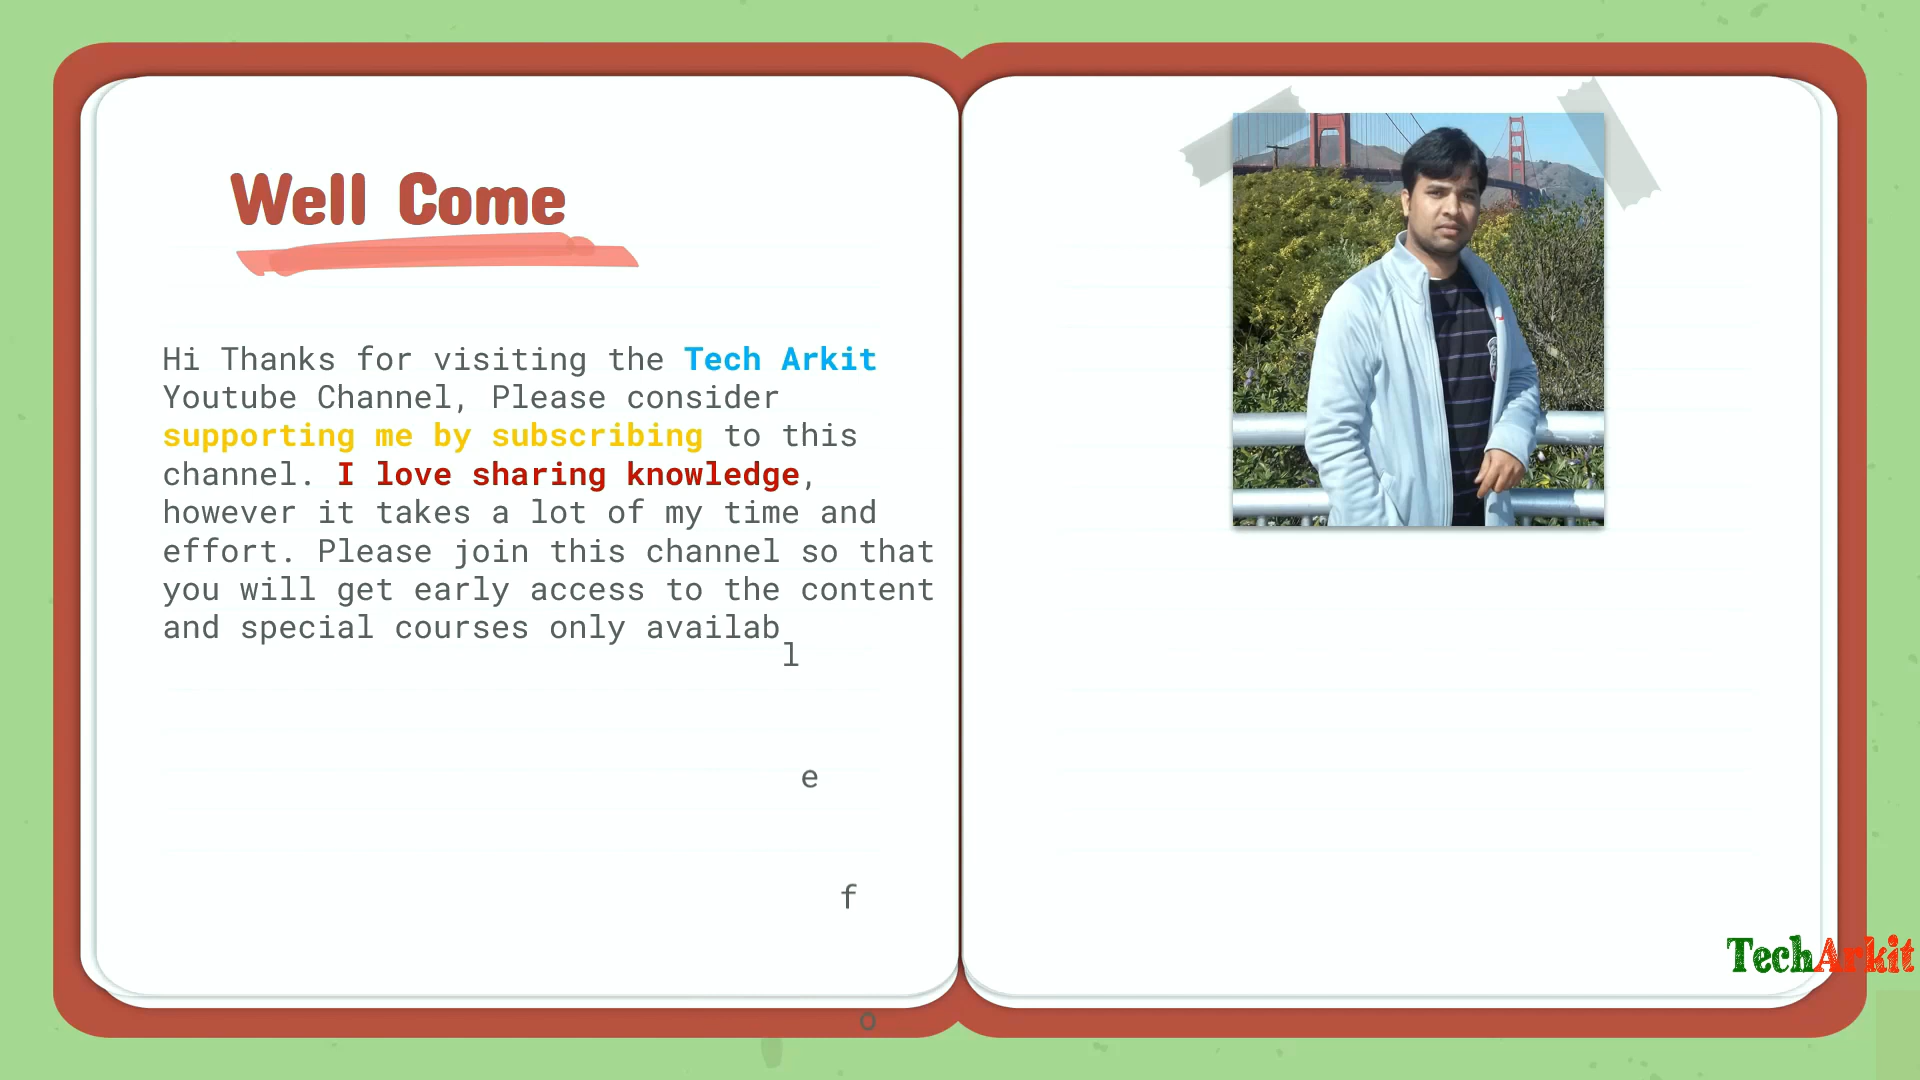 Well Come
Hi Thanks for visiting the Tech Arkit
Youtube Channel, Please consider
supporting me by subscribing to this
channel. I love sharing knowledge,
however it takes a lot of my time and
effort. Please join this channel so that
you will get early access to the content
and special courses only availab
l
e
f
o
TechArkit